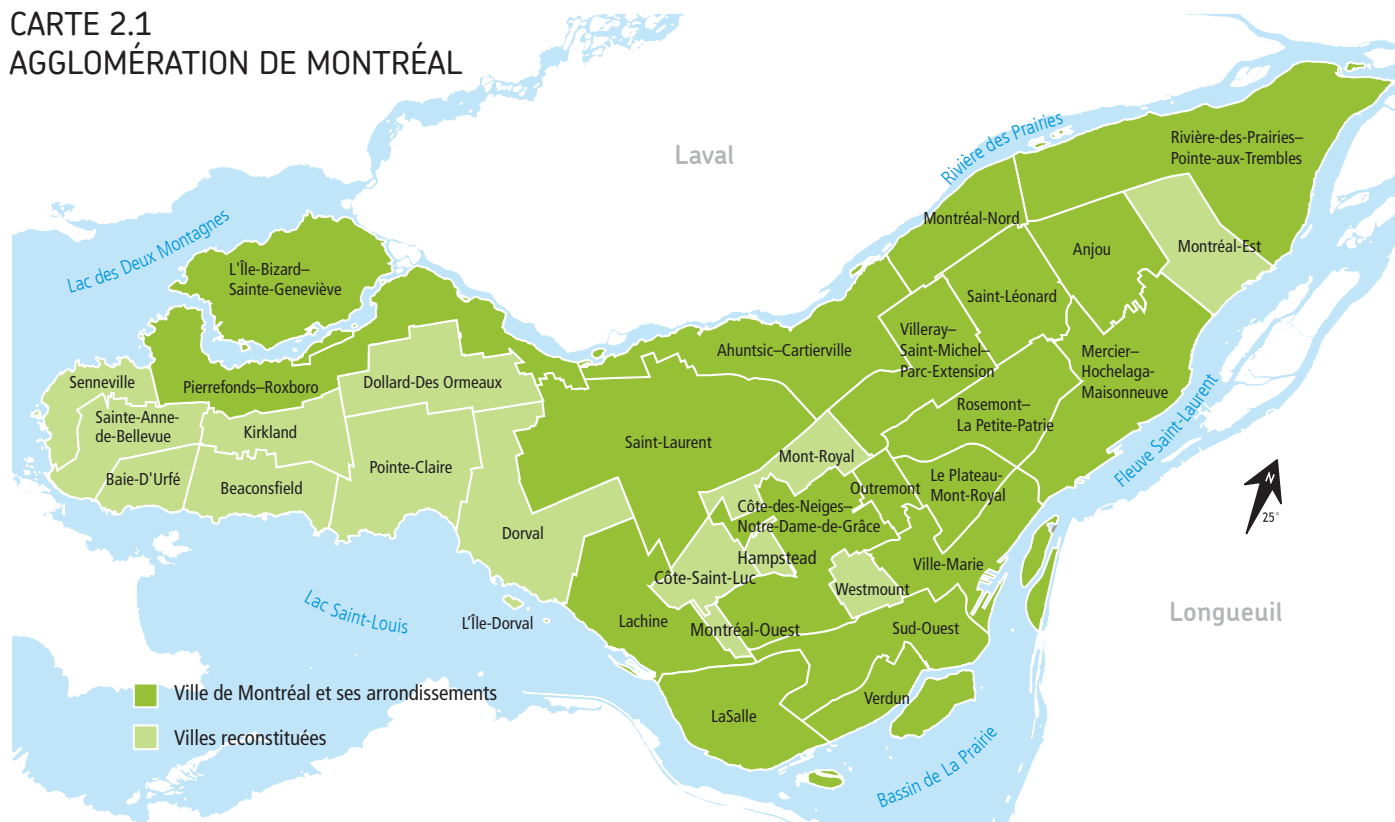 CARTE 2.1
AGGLOMÉRATION DE MONTRÉAL
Laval
Rivière des Prairies
Rivière-des-Prairies–
Pointe-aux-Trembles
Lac des Deux Montagnes
Montréal-Nord
Anjou
Montréal-Est
L'Île-Bizard–
Sainte-Geneviève
Saint-Léonard
Villeray–
Saint-Michel–
Parc-Extension
Ahuntsic–Cartierville
Mercier–
Hochelaga-
Maisonneuve
Senneville
Pierrefonds–Roxboro
Dollard-Des Ormeaux
Sainte-Anne-
de-Bellevue
Kirkland
Rosemont–
La Petite-Patrie
Saint-Laurent
Mont-Royal
Fleuve Saint-Laurent
Pointe-Claire
Baie-D'Urfé
Beaconsfield
Outremont
Le Plateau-
Mont-Royal
Côte-des-Neiges–
Notre-Dame-de-Grâce
N
25°
Dorval
Hampstead
Côte-Saint-Luc
Ville-Marie
Westmount
Lac Saint-Louis
L'Île-Dorval
Lachine
Montréal-Ouest
Sud-Ouest
Longueuil
Ville de Montréal et ses arrondissements
Villes reconstituées
LaSalle
Verdun
Bassin de La Prairie